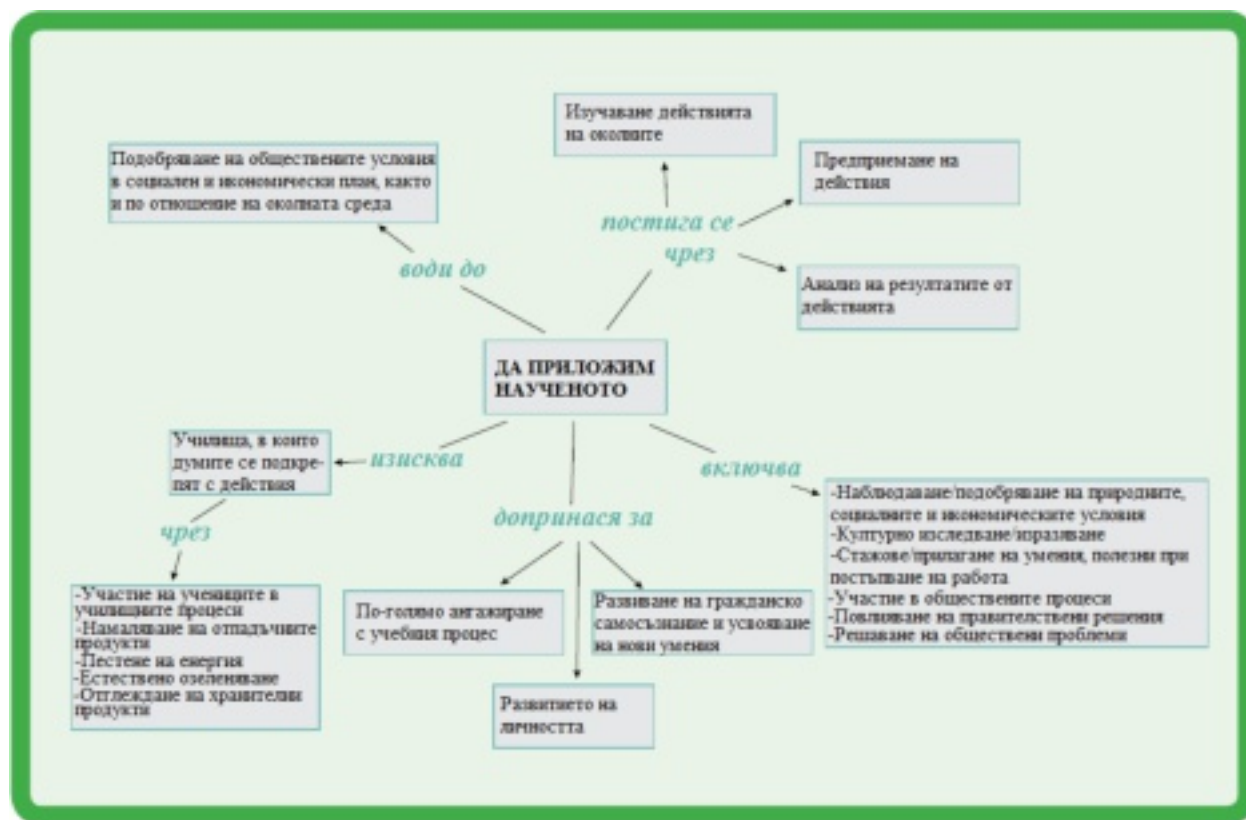 Изучаване действията
на околните
Подобряване на обществените условия
в социален и икономически план, както
и по отношение на околната среда
Предприемане на
действия
постига се
чрез
води до
Анализ на резултатите от
действията
ДА ПРИЛОЖИМ
НАУЧЕНОТО
Училища, в които
думите се подкре-
пят с действия
изисква
включва
чрез
допринася за
-Наблюдаване/подобряване на природните,
социалните и икономическите условия
-Културно изследване/изразяване
-Стажове/прилагане на умения, полезни при
постъпване на работа
-Участие в обществените процеси
-Повлияване на правителствени решения
-Решаване на обществени проблеми
-Участие на учениците в
училищните процеси
-Намаляване на отпадъчните
продукти
-Пестене на енергия
-Естествено озеленяване
-Отглеждане на хранителни
продукти
По-голямо ангажиране
с учебния процес
Развиване на гражданско
самосъзнание и усвояване
на нови умения
Развитието на
личността